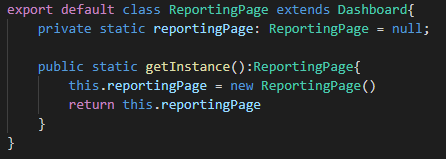 export default class ReportingPage extends Dashboard{
    private static reportingPage: ReportingPage = null;
    public static getInstance():ReportingPage{
        this.reportingPage = new ReportingPage()
        return this.reportingPage
    }
}